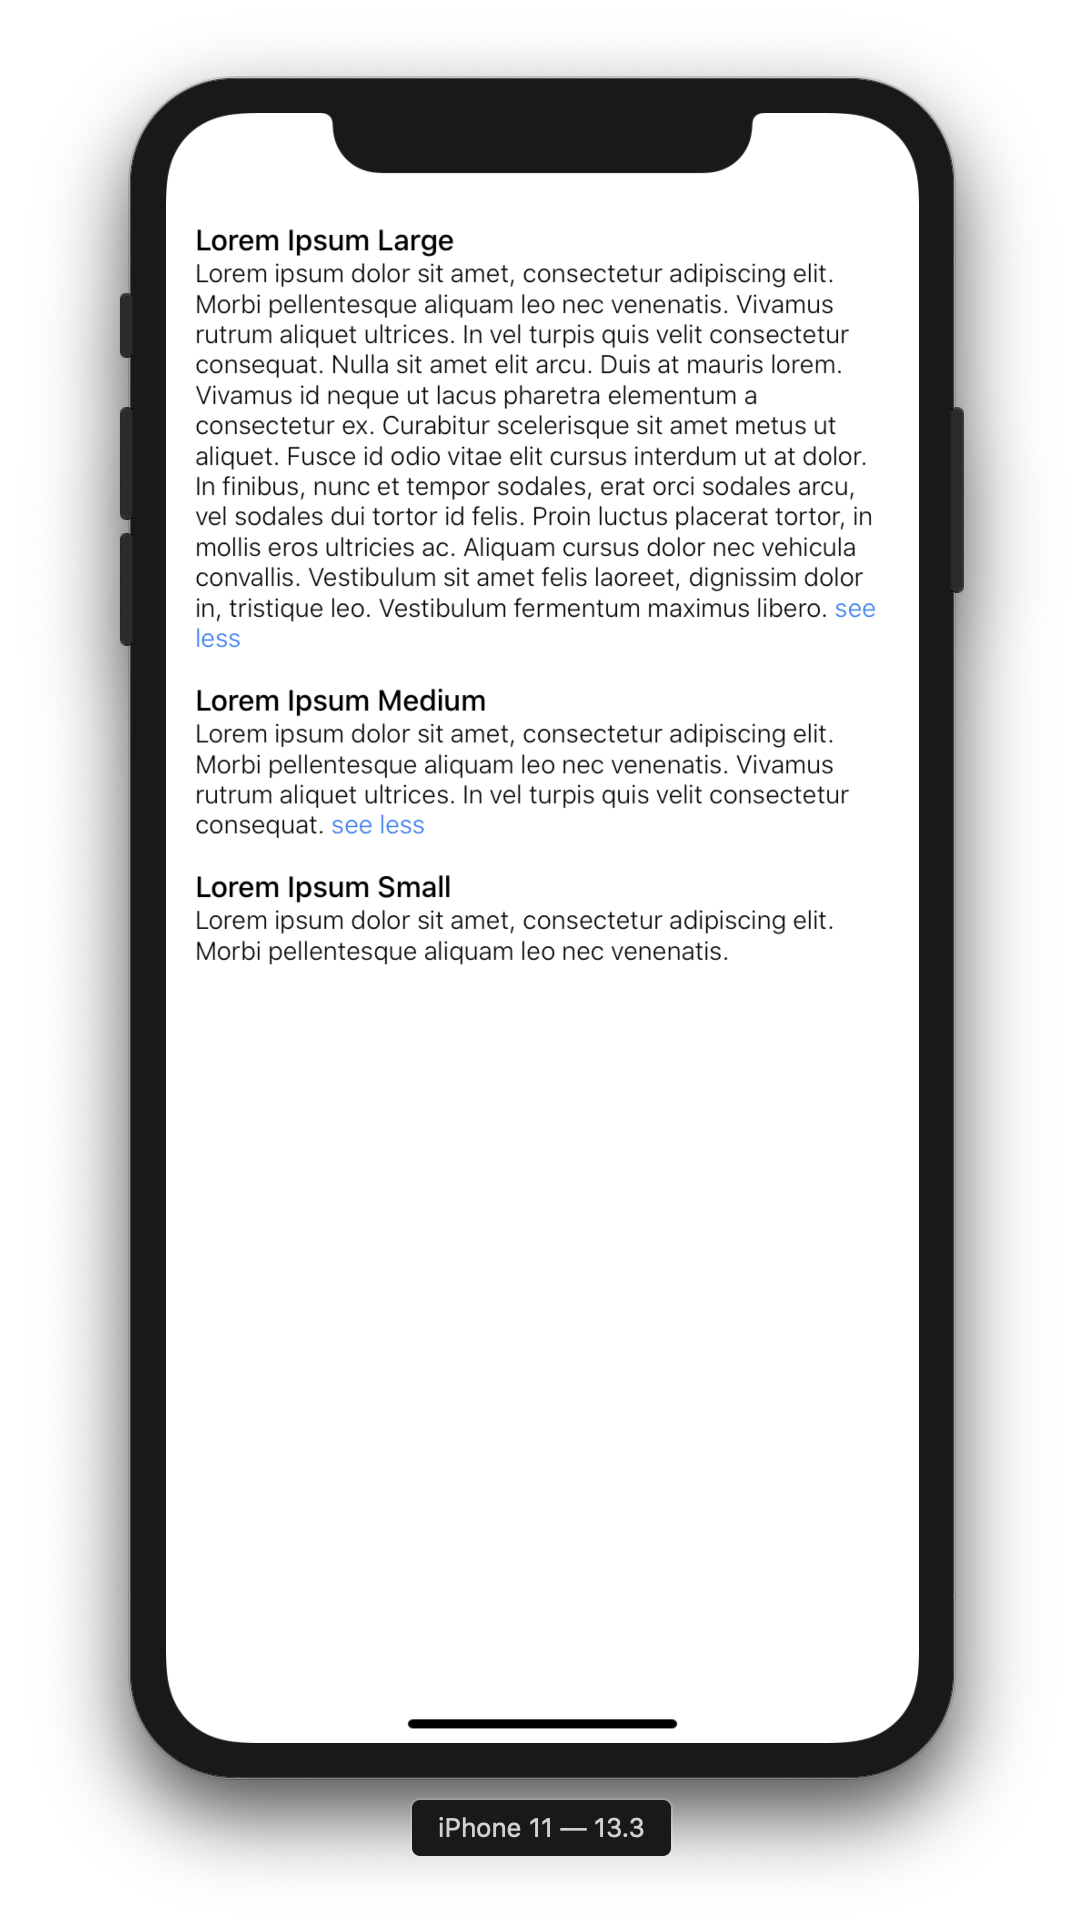 Lorem Ipsum Large
Lorem ipsum dolor sit amet, consectetur adipiscing elit.
Morbi pellentesque aliquam leo nec venenatis. Vivamus
rutrum aliquet ultrices. In vel turpis quis velit consectetur
consequat. Nulla sit amet elit arcu. Duis at mauris lorem.
Vivamus id neque ut lacus pharetra elementum a
consectetur ex. Curabitur scelerisque sit amet metus ut
aliquet. Fusce id odio vitae elit cursus interdum ut at dolor.
In finibus, nunc et tempor sodales, erat orci sodales arcu,
vel sodales dui tortor id felis. Proin luctus placerat tortor, in
mollis eros ultricies ac. Aliquam cursus dolor nec vehicula
convallis. Vestibulum sit amet felis laoreet, dignissim dolor
in, tristique leo. Vestibulum fermentum maximus libero. see
less
Lorem Ipsum Medium
Lorem ipsum dolor sit amet, consectetur adipiscing elit.
Morbi pellentesque aliquam leo nec venenatis. Vivamus
rutrum aliquet ultrices. In vel turpis quis velit consectetur
consequat. see less
Lorem Ipsum Small
Lorem ipsum dolor sit amet, consectetur adipiscing elit.
Morbi pellentesque aliquam leo nec venenatis.
iPhone 11 — 13.3